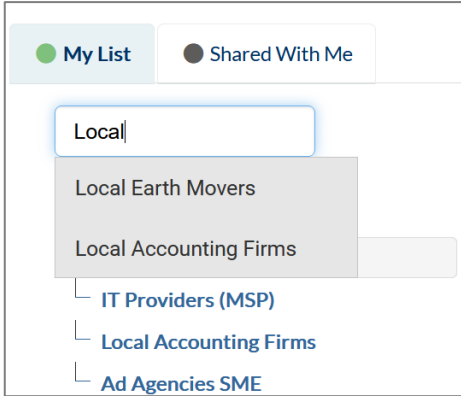 My List
Shared With Me
Local
Local Earth Movers
Local Accounting Firms
IT Providers (MSP)
Local Accounting Firms
Ad Agencies SME